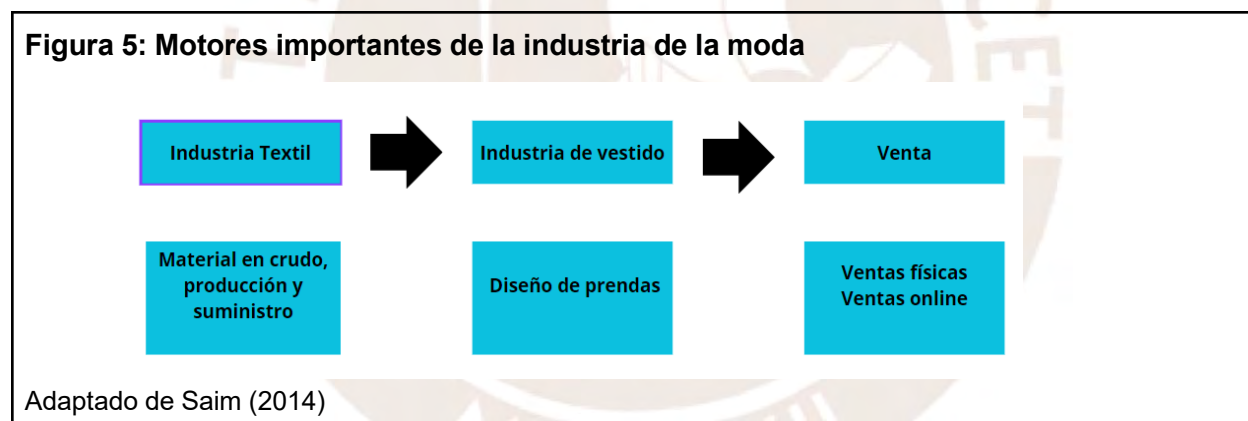 Figura 5: Motores importantes de la industria de la moda
Industria Textil
Industria de vestido
Venta
Material en crudo,
producción y
suministro
Diseño de prendas
Ventas físicas
Ventas online
Adaptado de Saim (2014)